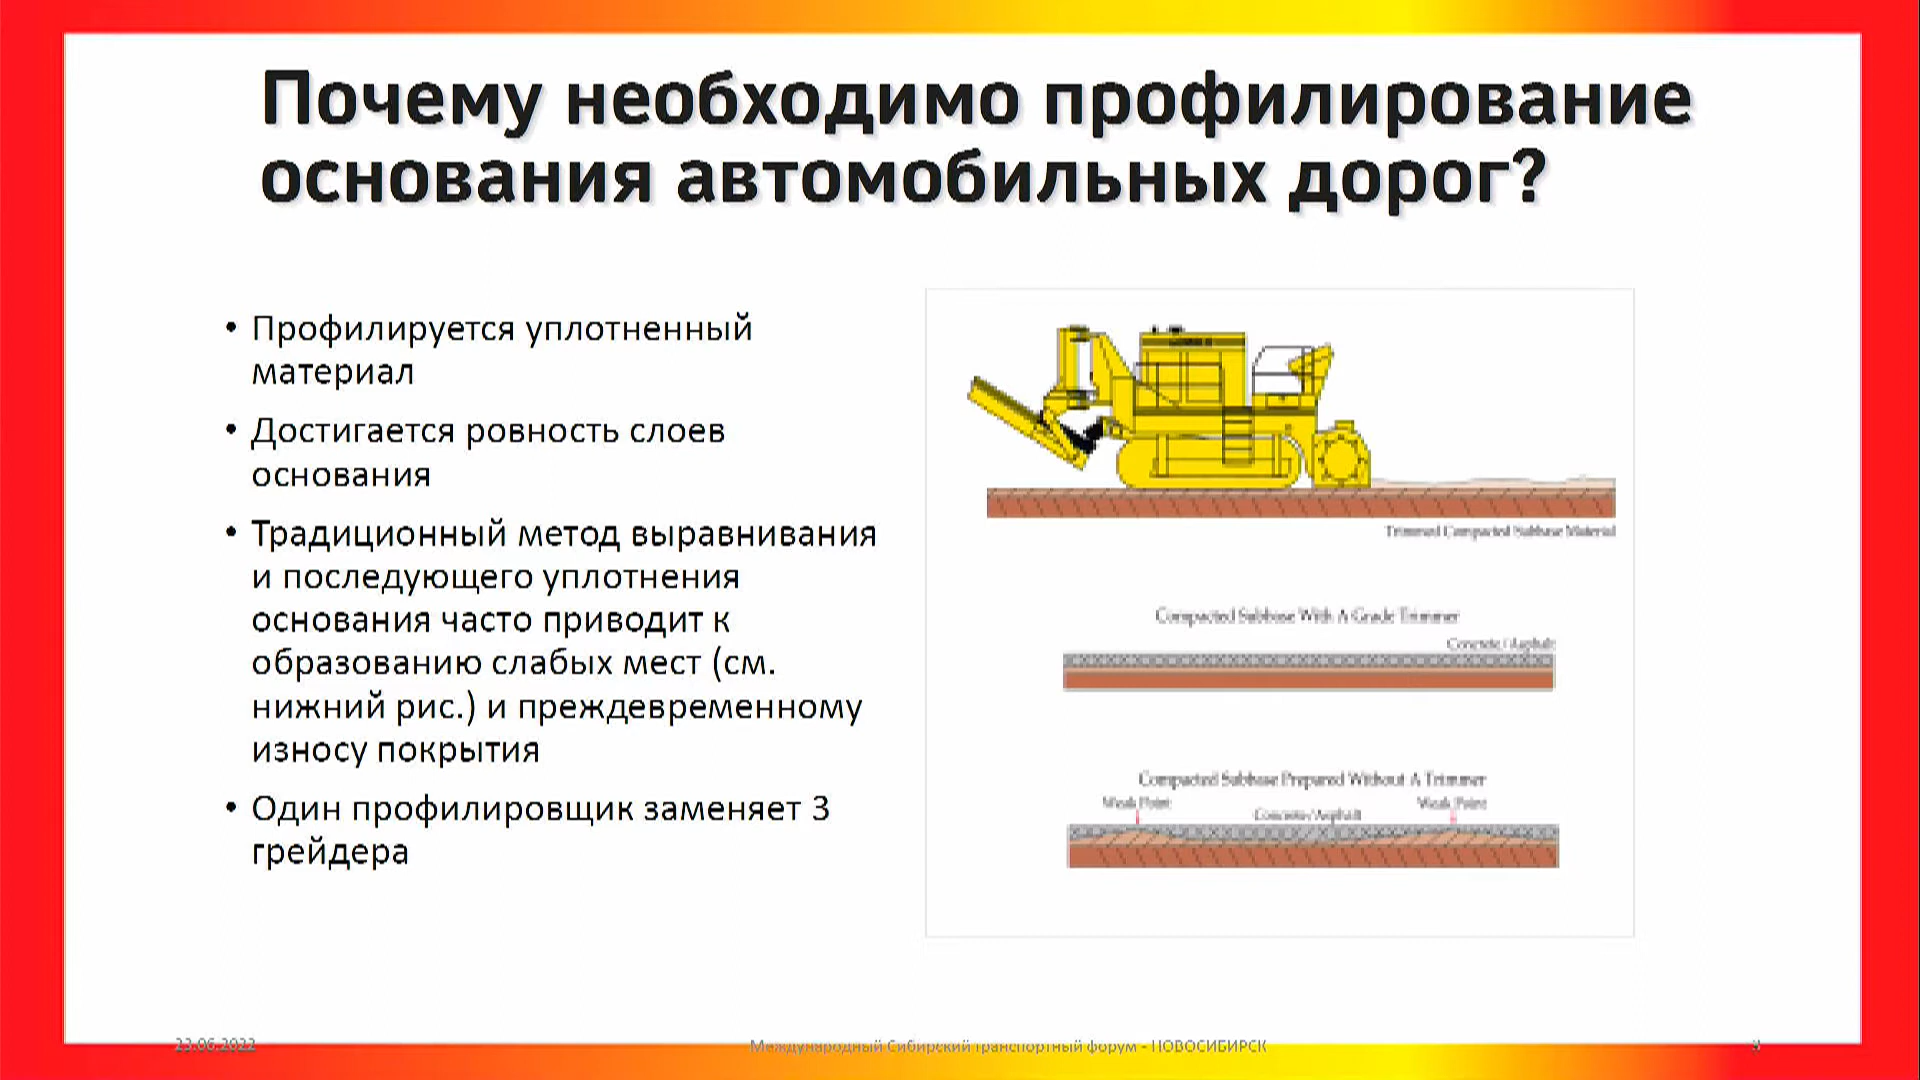 Почему необходимо профилирование
основания автомобильных дорог?
• Профилируется уплотненный
материал
• Достигается ровность слоев
основания
• Традиционный метод выравнивания
и последующего уплотнения
основания часто приводит к
образованию слабых мест (см.
нижний рис.) и преждевременному
износу покрытия
• Один профилировщик заменяет 3
грейдера
Trimmed Compacted Subbase Material
Compacted Subbase With A Grade Trimmer
Concrete/Asphalt
Compacted Subbase Prepared Without A Trimmer
Weak Point
Weak Point
Concrete/Asphalt
23.06.2022
Международный Сибирский транспортный форум - НОВОСИБИРСК